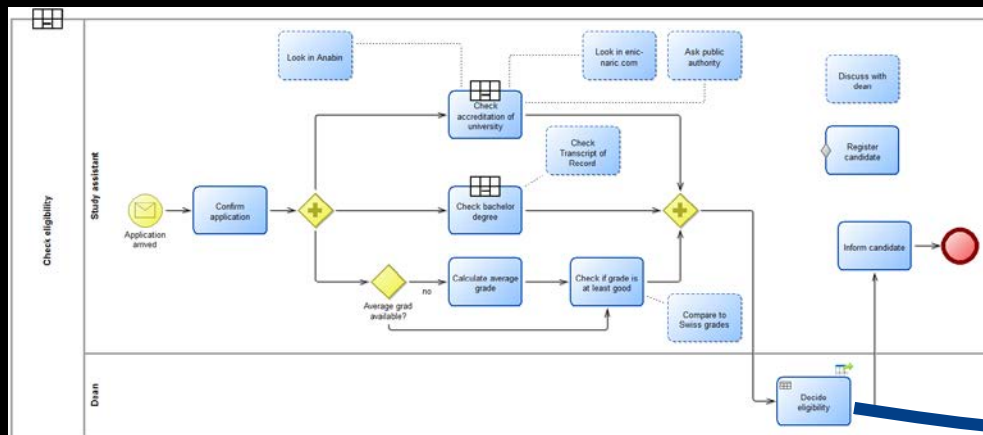 Check eligibility
Study assistant
Dean
Look in Anabin
Look in enic-
naric.com
Ask public
authority
Discuss with
dean
Check
accreditation of
university
Register
candidate
Check
Transcript of
Record
Application
arrived
Confirm
application
Check bachelor
degree
Inform candidate
Average grad
available?
no
Calculate average
grade
Check if grade is
at least good
Compare to
Swiss grades
Decide
eligibility